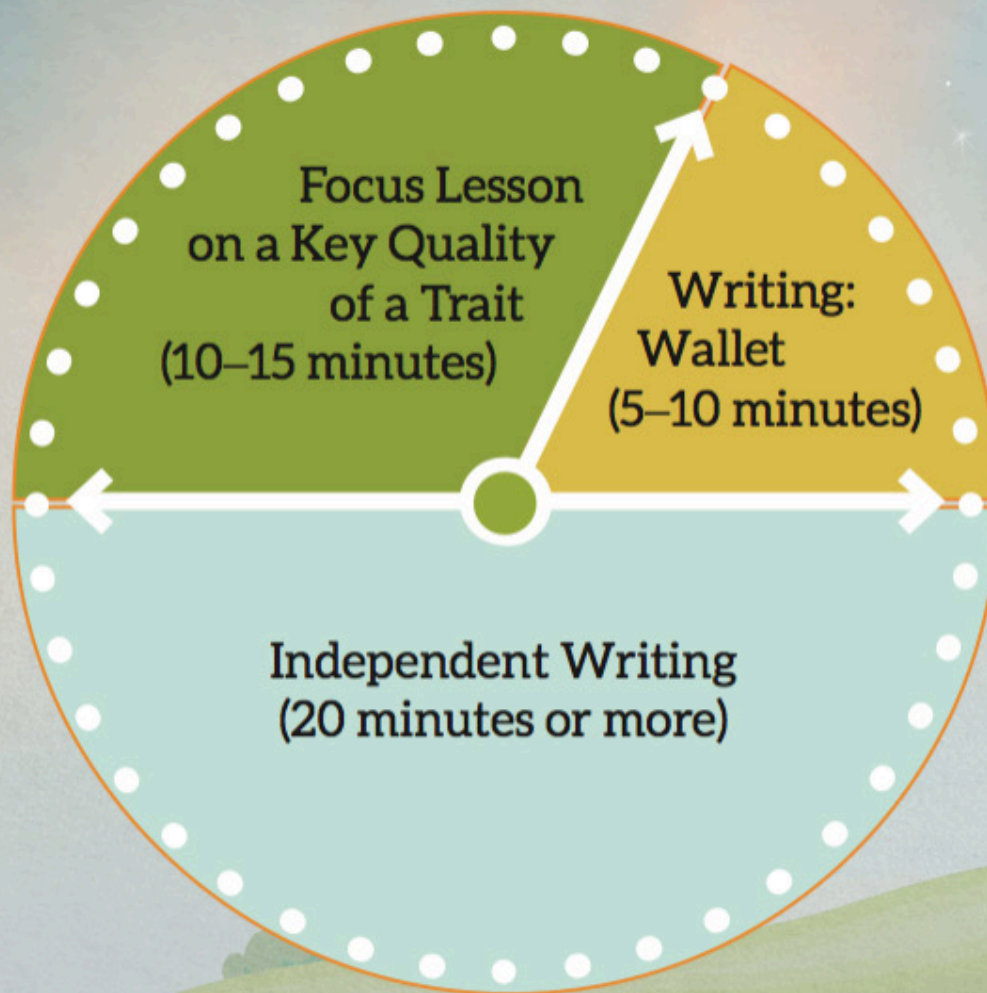 Focus Lesson
on a Key Quality
of a Trait
(10–15 minutes)
Writing:
Wallet
(5–10 minutes)
Independent Writing
(20 minutes or more)